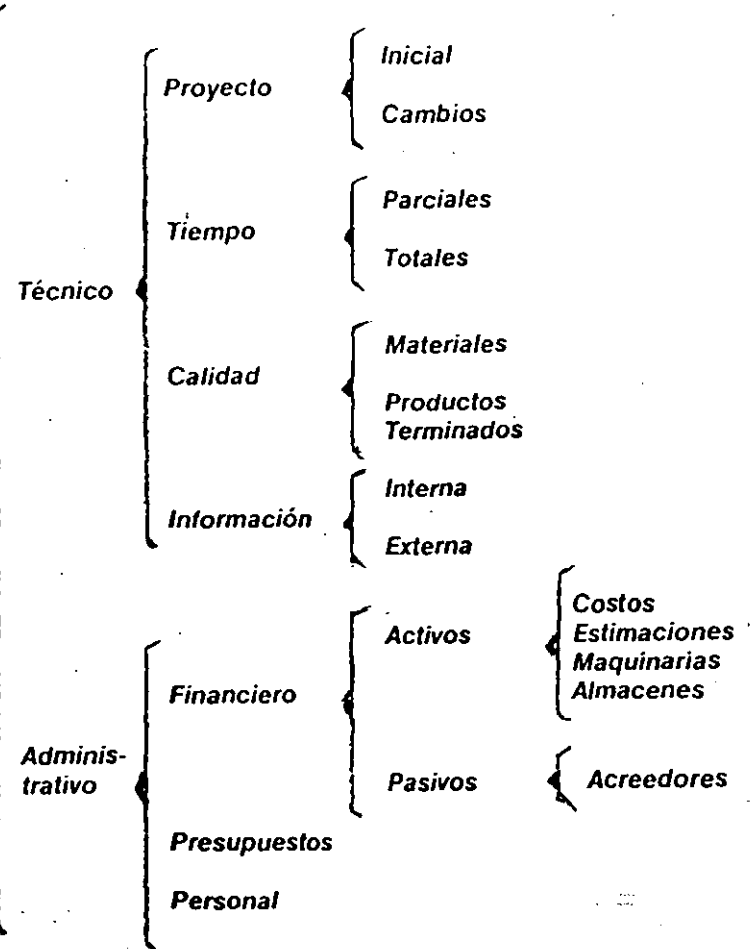 Técnico
Proyecto
Inicial
Cambios
Tiempo
Parciales
Totales
Calidad
Materiales
Productos
Terminados
Información
Interna
Externa
Adminis-
trativo
Financiero
Activos
Costos
Estimaciones
Maquinarias
Almacenes
Pasivos
Acreedores
Presupuestos
Personal